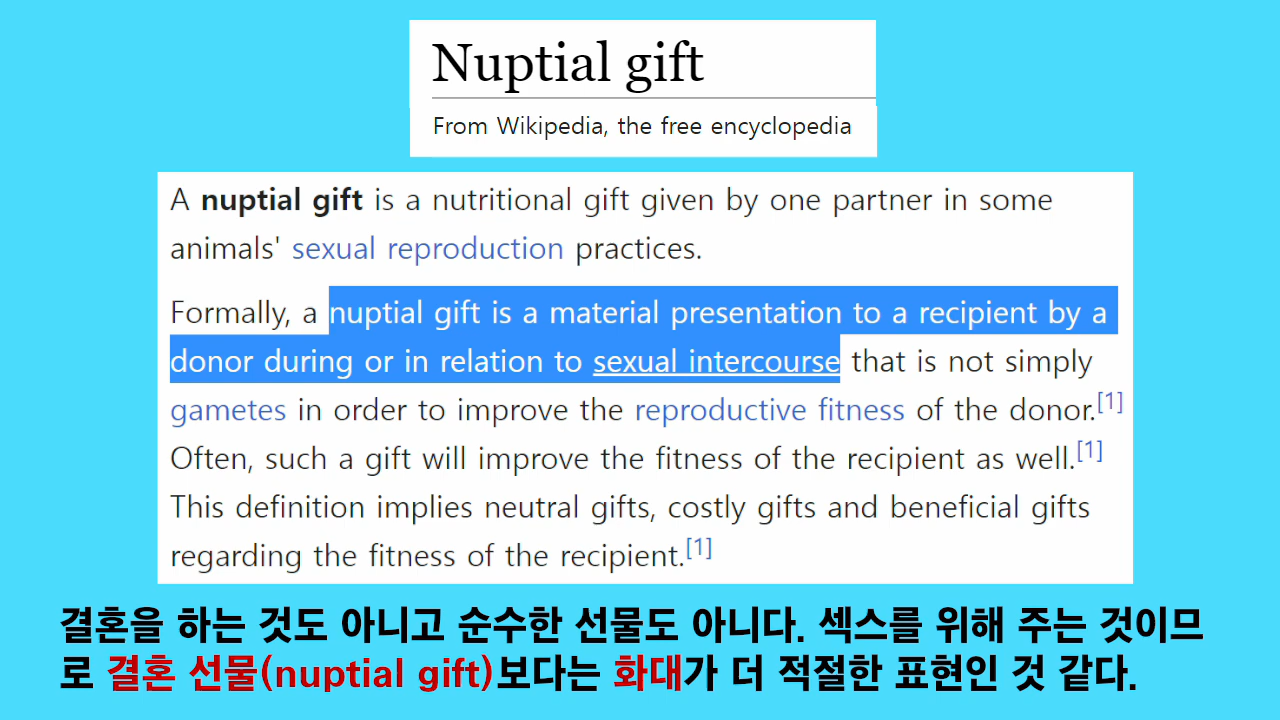 Nuptial gift
From Wikipedia, the free encyclopedia
A nuptial gift is a nutritional gift given by one partner in some
animals' sexual reproduction practices.
Formally, a nuptial gift is a material presentation to a recipient by a
donor during or in relation to sexual intercourse that is not simply
gametes in order to improve the reproductive fitness of the donor.[1]
Often, such a gift will improve the fitness of the recipient as well.[1]
This definition implies neutral gifts, costly gifts and beneficial gifts
regarding the fitness of the recipient.[1]
결혼을 하는 것도 아니고 순수한 선물도 아니다. 섹스를 위해 주는 것이므
로 결혼 선물(nuptial gift)보다는 화대가 더 적절한 표현인 것 같다.